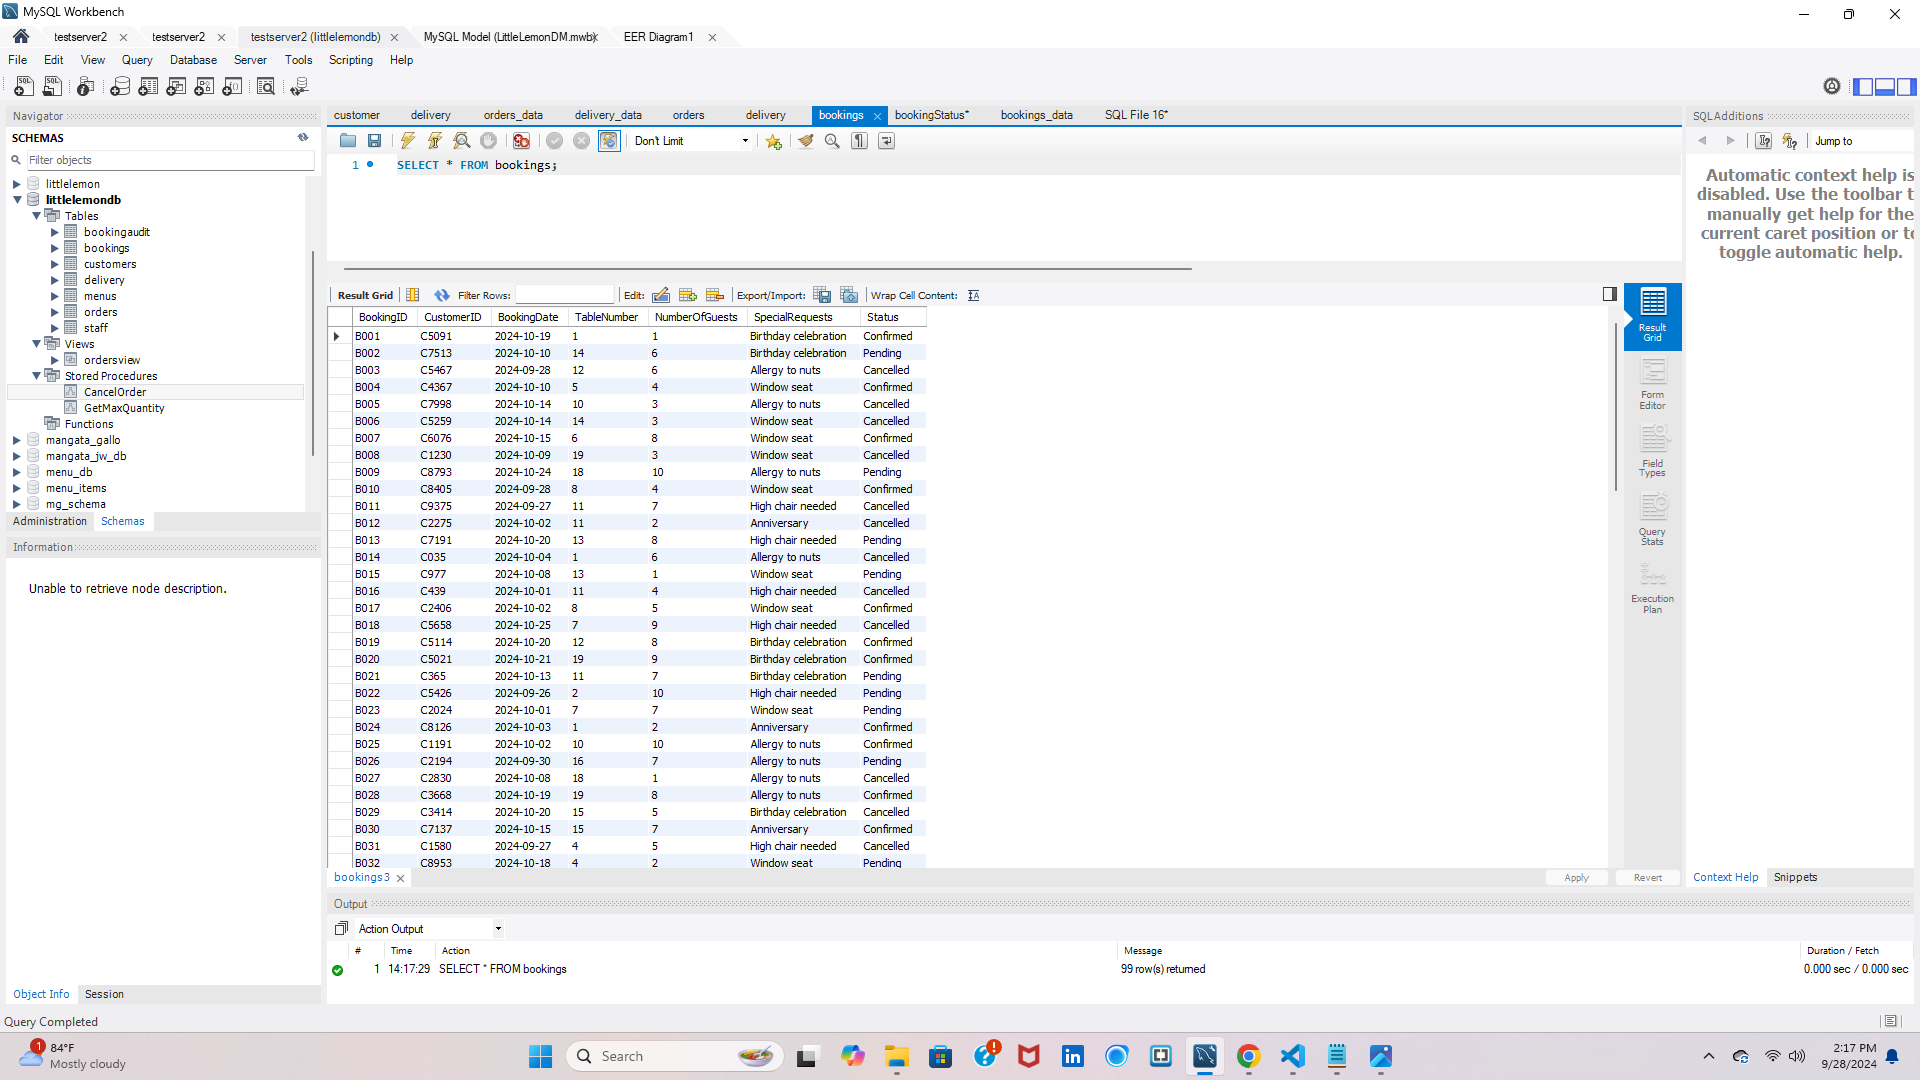 MySQL Workbench
testserver2
testserver2
testserver2 (littlelemondb)
MySQL Model (LittleLemonDM.mwb)
EER Diagram1
File Edit View Query Database Server Tools Scripting Help
Navigator
SCHEMAS
Filter objects
littlelemon
littlelemondb
Tables
bookingaudit
bookings
customers
delivery
menus
orders
staff
Views
ordersview
Stored Procedures
CancelOrder
GetMaxQuantity
Functions
mangata_gallo
mangata_jw_db
menu_db
menu_items
mg_schema
Administration Schemas
Information
Unable to retrieve node description.
Object Info Session
Query Completed
customer delivery orders_data delivery_data orders delivery bookings bookingStatus* bookings_data SQL File 16*
Don't Limit
1 SELECT * FROM bookings;
Result Grid Filter Rows: Edit: Export/Import: Wrap Cell Content:
BookingID CustomerID BookingDate TableNumber NumberOfGuests SpecialRequests Status
B001 C5091 2024-10-19 1 1 Birthday celebration Confirmed
B002 C7513 2024-10-10 14 6 Birthday celebration Pending
B003 C5467 2024-09-28 12 6 Allergy to nuts Cancelled
B004 C4367 2024-10-10 5 4 Window seat Confirmed
B005 C7998 2024-10-14 10 3 Allergy to nuts Cancelled
B006 C5259 2024-10-14 14 3 Window seat Cancelled
B007 C6076 2024-10-15 6 8 Window seat Confirmed
B008 C1230 2024-10-09 19 3 Window seat Cancelled
B009 C8793 2024-10-24 18 10 Allergy to nuts Pending
B010 C8405 2024-09-28 8 4 Window seat Confirmed
B011 C9375 2024-09-27 11 7 High chair needed Cancelled
B012 C2275 2024-10-02 11 2 Anniversary Cancelled
B013 C7191 2024-10-20 13 8 High chair needed Pending
B014 C035 2024-10-04 1 6 Allergy to nuts Cancelled
B015 C977 2024-10-08 13 1 Window seat Pending
B016 C439 2024-10-01 11 4 High chair needed Cancelled
B017 C2406 2024-10-02 8 5 Window seat Confirmed
B018 C5658 2024-10-25 7 9 High chair needed Cancelled
B019 C5114 2024-10-20 12 8 Birthday celebration Confirmed
B020 C5021 2024-10-21 19 9 Birthday celebration Confirmed
B021 C365 2024-10-13 11 7 Birthday celebration Pending
B022 C5426 2024-09-26 2 10 High chair needed Pending
B023 C2024 2024-10-01 7 7 Window seat Pending
B024 C8126 2024-10-03 1 2 Anniversary Confirmed
B025 C1191 2024-10-02 10 10 Allergy to nuts Confirmed
B026 C2194 2024-09-30 16 7 Allergy to nuts Pending
B027 C2830 2024-10-08 18 1 Allergy to nuts Cancelled
B028 C3668 2024-10-19 19 8 Allergy to nuts Confirmed
B029 C3414 2024-10-20 15 5 Birthday celebration Cancelled
B030 C7137 2024-10-15 15 7 Anniversary Confirmed
B031 C1580 2024-09-27 4 5 High chair needed Cancelled
B032 C8953 2024-10-18 4 2 Window seat Pending
bookings3
Apply Revert
Result
Grid
Form
Editor
Field
Types
Query
Stats
Execution
Plan
Output
Action Output
# Time Action Message Duration / Fetch
1 14:17:29 SELECT * FROM bookings 99 row(s) returned 0.000 sec / 0.000 sec
SQLAdditions
Jump to
Automatic context help is
disabled. Use the toolbar t
manually get help for the
current caret position or to
toggle automatic help.
Context Help Snippets
1
84°F
Mostly cloudy
Search
2:17 PM
9/28/2024